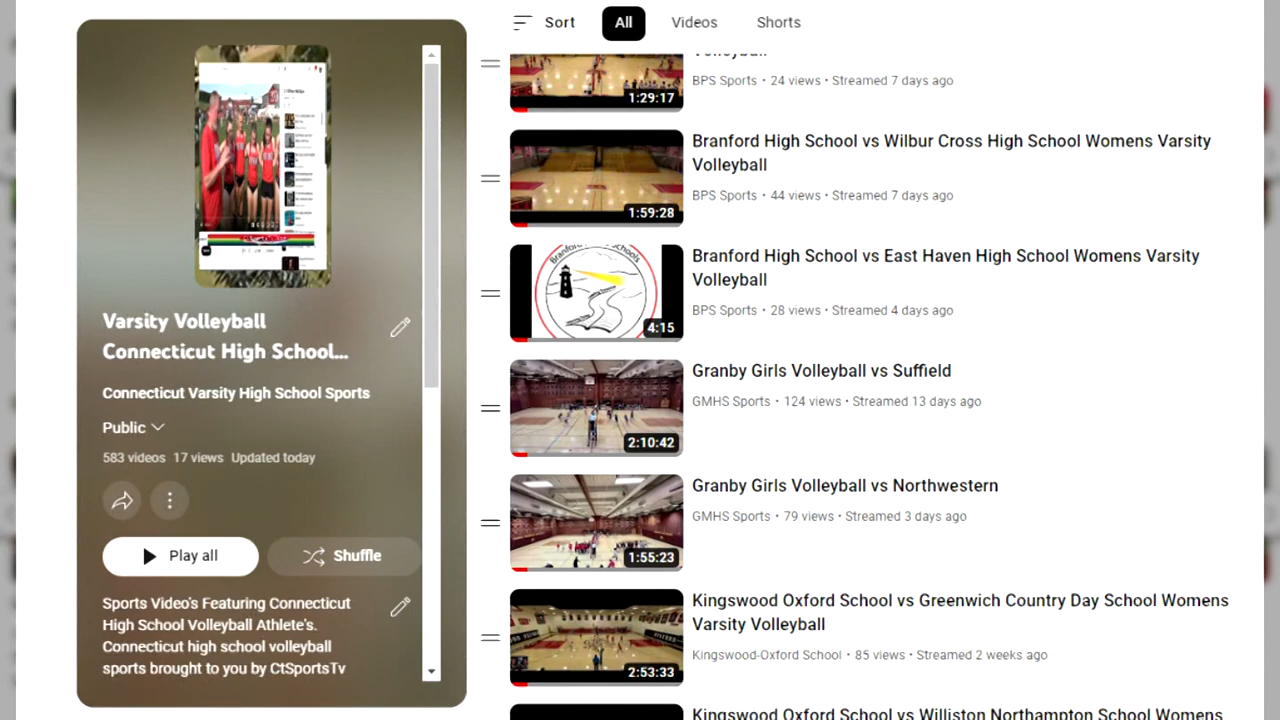 Varsity Volleyball
Connecticut High School...
Connecticut Varsity High School Sports
Public
583 videos 17 views Updated today
Play all
Shuffle
Sports Video's Featuring Connecticut
High School Volleyball Athlete's.
Connecticut high school volleyball
sports brought to you by CtSportsTv
Sort
All
Videos
Shorts
Volleyball
BPS Sports • 24 views • Streamed 7 days ago
1:29:17
Branford High School vs Wilbur Cross High School Womens Varsity
Volleyball
BPS Sports • 44 views • Streamed 7 days ago
1:59:28
Branford High School vs East Haven High School Womens Varsity
Volleyball
BPS Sports • 28 views • Streamed 4 days ago
Branford Schools
4:15
Granby Girls Volleyball vs Suffield
GMHS Sports • 124 views • Streamed 13 days ago
2:10:42
Granby Girls Volleyball vs Northwestern
GMHS Sports • 79 views • Streamed 3 days ago
1:55:23
Kingswood Oxford School vs Greenwich Country Day School Womens
Varsity Volleyball
Kingswood-Oxford School • 85 views • Streamed 2 weeks ago
2:53:33
Kingswood Oxford School vs Williston Northampton School Womens